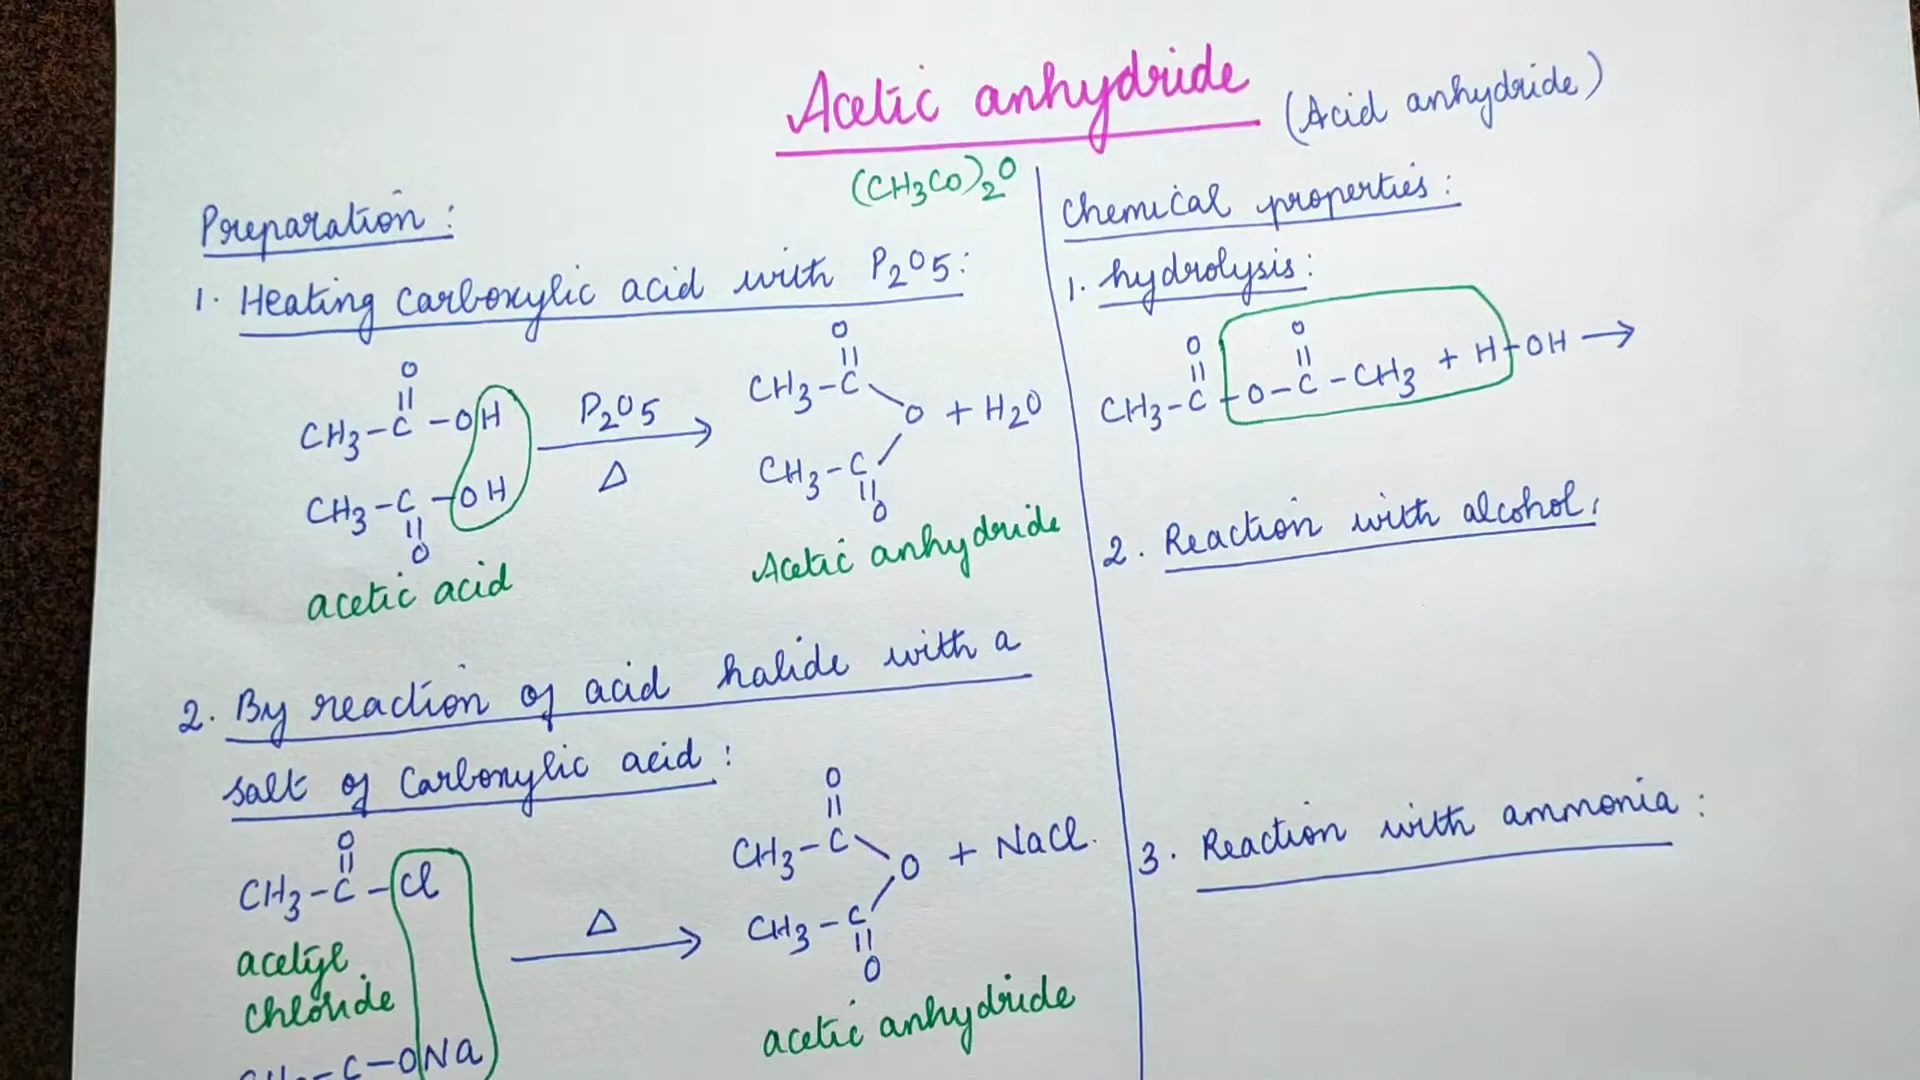 Acetic anhydride (Acid anhydride)
(CH3CO)2O
Preparation:
1. Heating carboxylic acid with P2O5:
O
||
CH3-C-OH
P2O5
Δ
CH3-C-OH
||
O
acetic acid
O
||
CH3-C
O + H2O
CH3-C
||
O
Acetic anhydride
2. By reaction of acid halide with a
salt of Carboxylic acid:
O
||
CH3-C-Cl
acetyl
chloride
C-ONa
Δ
→
O
||
CH3-C
O + NaCl.
CH3-C
||
O
acetic anhydride
Chemical properties:
1. hydrolysis:
O O
|| ||
CH3-C-O-C-CH3 + H-OH →
2. Reaction with alcohol:
3. Reaction with ammonia: